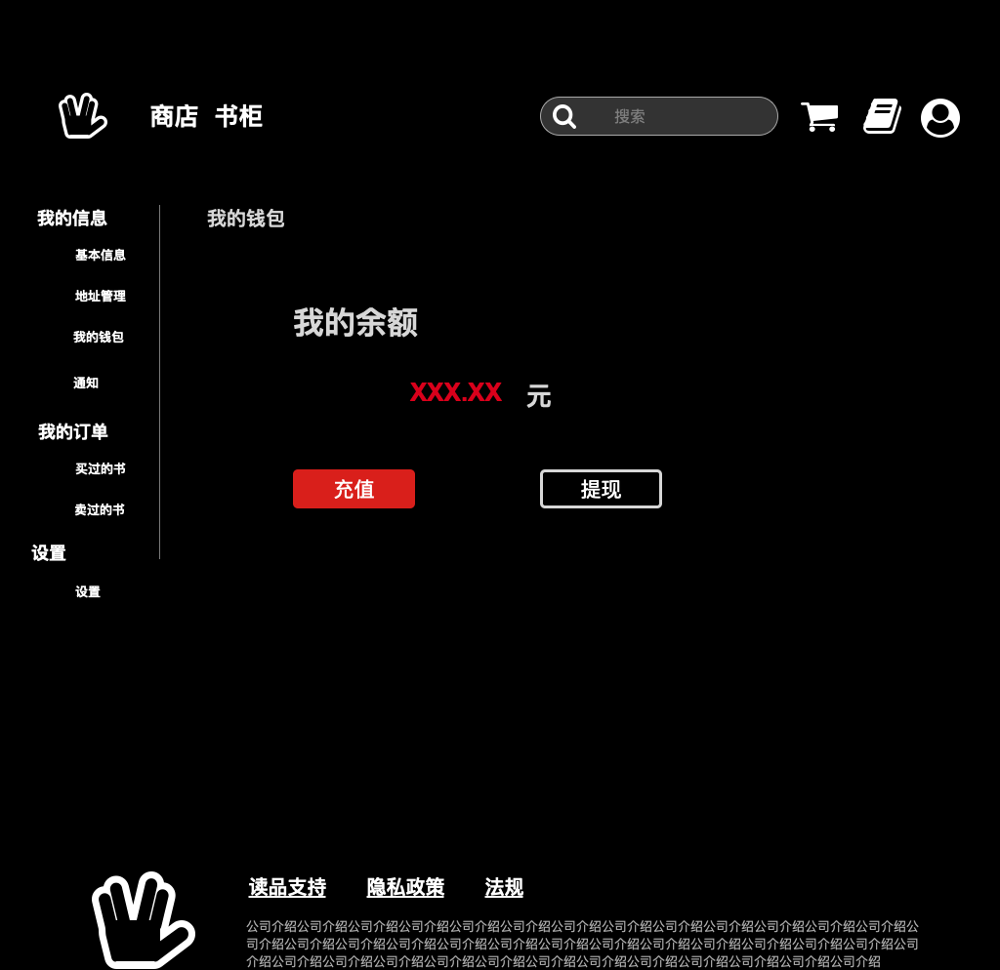 商店 书柜 搜索
我的信息
基本信息
地址管理
我的钱包
通知
我的订单
买过的书
卖过的书
设置
设置
我的钱包
我的余额
XXX.XX 元
充值 提现
读品支持 隐私政策 法规
公司介绍公司介绍公司介绍公司介绍公司介绍公司介绍公司介绍公司介绍公司介绍公司介绍公司介绍公司介绍公司介绍公
司介绍公司介绍公司介绍公司介绍公司介绍公司介绍公司介绍公司介绍公司介绍公司介绍公司介绍公司介绍公司介绍公司
介绍公司介绍公司介绍公司介绍公司介绍公司介绍公司介绍公司介绍公司介绍公司介绍公司介绍公司介绍公司介绍